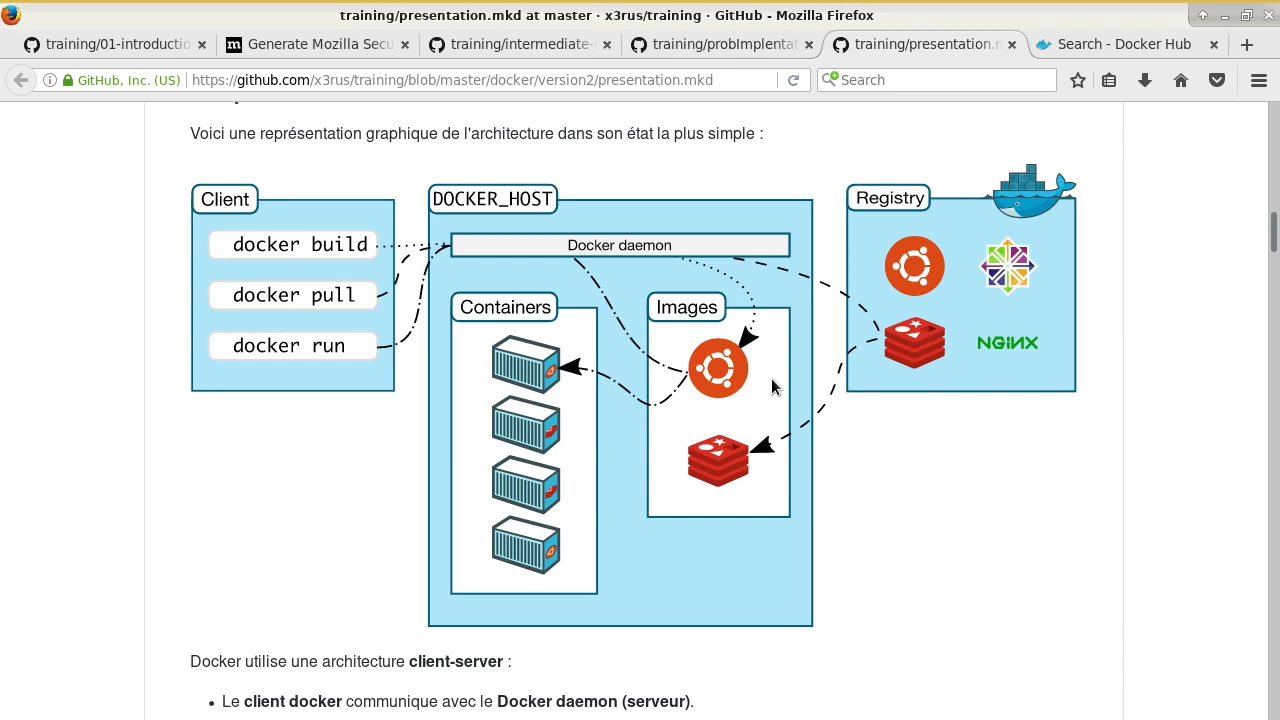 training/presentation.mkd at master · x3rus/training · GitHub - Mozilla Firefox
training/01-introductio
Generate Mozilla Secu
training/intermediate-
training/probImplentat
training/presentation.m
Search - Docker Hub
GitHub, Inc. (US)
https://github.com/x3rus/training/blob/master/docker/version2/presentation.mkd
Search
Voici une représentation graphique de l'architecture dans son état la plus simple :
Client
DOCKER_HOST
Registry
docker build
Docker daemon
docker pull
Containers
Images
docker run
NGINX
Docker utilise une architecture client-server :
• Le client docker communique avec le Docker daemon (serveur).